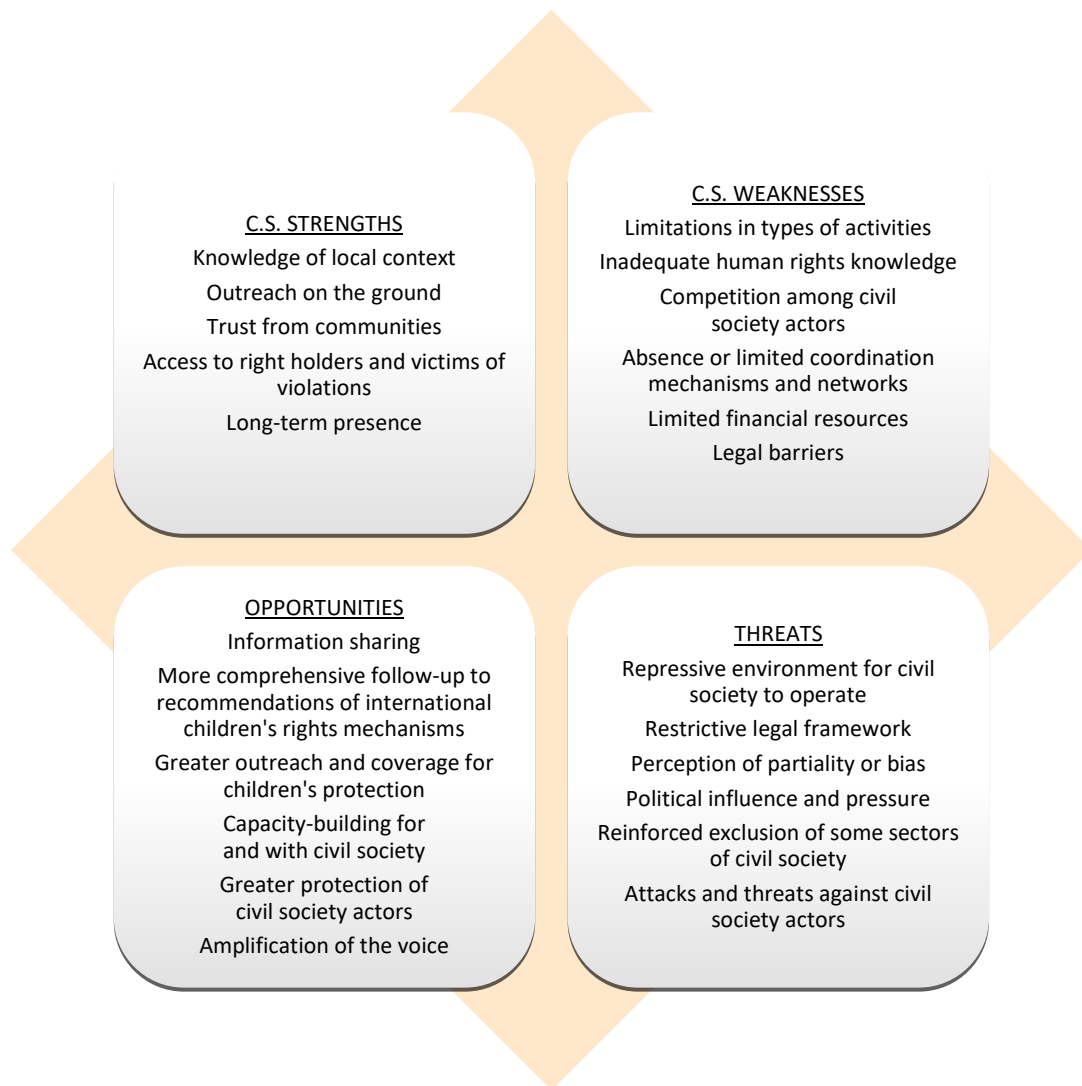 C.S. STRENGTHS
Knowledge of local context
Outreach on the ground
Trust from communities
Access to right holders and victims of
violations
Long-term presence
C.S. WEAKNESSES
Limitations in types of activities
Inadequate human rights knowledge
Competition among civil
society actors
Absence or limited coordination
mechanisms and networks
Limited financial resources
Legal barriers
OPPORTUNITIES
Information sharing
More comprehensive follow-up to
recommendations of international
children's rights mechanisms
Greater outreach and coverage for
children's protection
Capacity-building for
and with civil society
Greater protection of
civil society actors
Amplification of the voice
THREATS
Repressive environment for civil
society to operate
Restrictive legal framework
Perception of partiality or bias
Political influence and pressure
Reinforced exclusion of some sectors
of civil society
Attacks and threats against civil
society actors